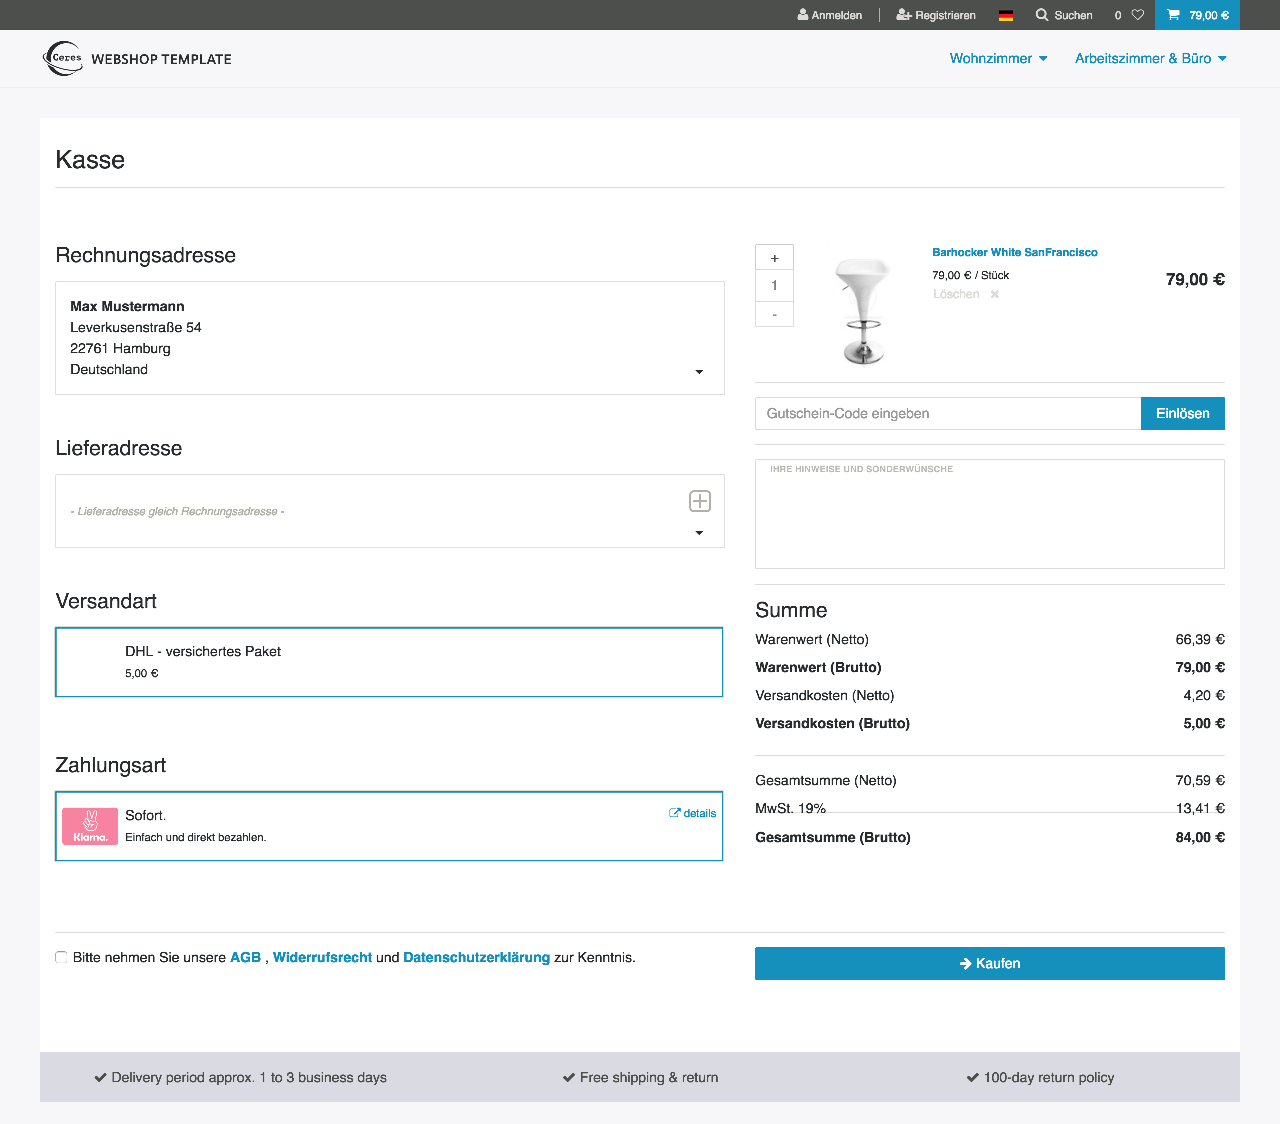 Anmelden
Registrieren
Suchen
0
79,00 €
Ceres
WEBSHOP TEMPLATE
Wohnzimmer
Arbeitszimmer & Büro
Kasse
Rechnungsadresse
Max Mustermann
Leverkusenstraße 54
22761 Hamburg
Deutschland
Lieferadresse
- Lieferadresse gleich Rechnungsadresse -
Versandart
DHL - versichertes Paket
5,00 €
Zahlungsart
Klarna.
Sofort.
Einfach und direkt bezahlen.
details
+
1
-
Barhocker White SanFrancisco
79,00 € / Stück
Löschen
79,00 €
Gutschein-Code eingeben
Einlösen
IHRE HINWEISE UND SONDERWÜNSCHE
Summe
Warenwert (Netto) 66,39 €
Warenwert (Brutto) 79,00 €
Versandkosten (Netto) 4,20 €
Versandkosten (Brutto) 5,00 €
Gesamtsumme (Netto) 70,59 €
MwSt. 19% 13,41 €
Gesamtsumme (Brutto) 84,00 €
Bitte nehmen Sie unsere AGB , Widerrufsrecht und Datenschutzerklärung zur Kenntnis.
Kaufen
Delivery period approx. 1 to 3 business days
Free shipping & return
100-day return policy